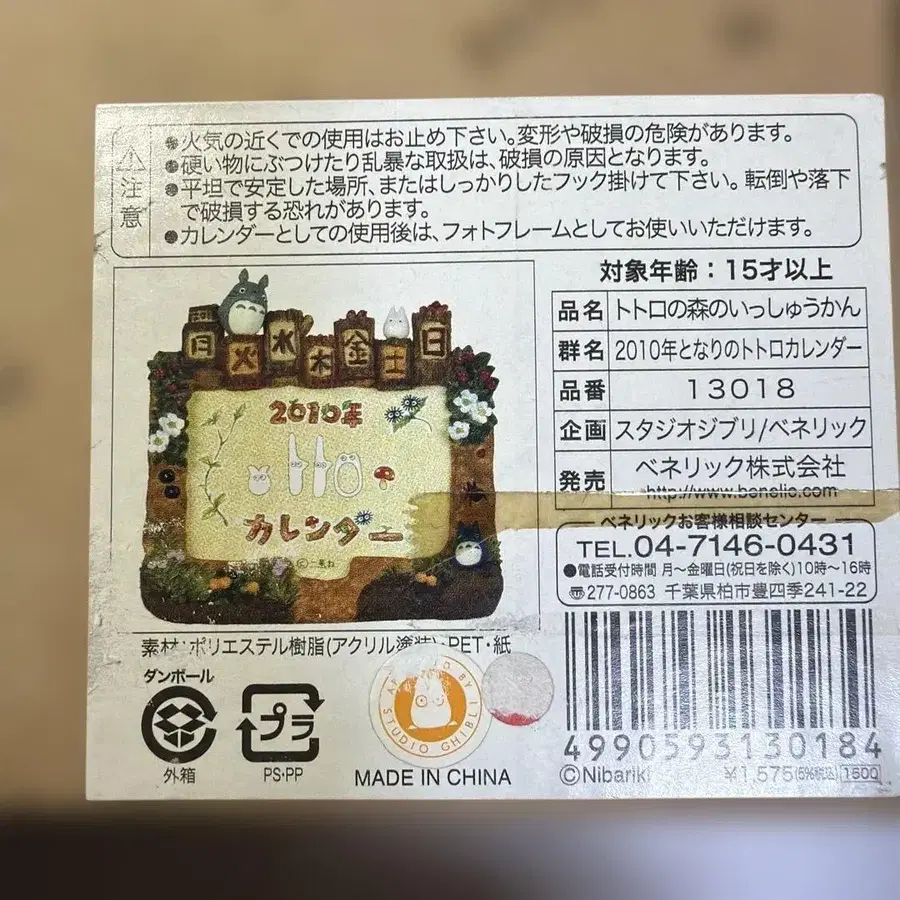 注意
●火気の近くでの使用はお止め下さい。変形や破損の危険があります。
●硬い物にぶつけたり乱暴な取扱は、破損の原因となります。
●平坦で安定した場所、またはしっかりしたフック掛けて下さい。転倒や落下
で破損する恐れがあります。
●カレンダーとしての使用後は、フォトフレームとしてお使いいただけます。
月 火 水 木 金 土 日
2010年
カレンダー
対象年齢：15才以上
品名 トトロの森のいっしゅうかん
群名 2010年となりのトトロカレンダー
品番 13018
企画 スタジオジブリ/ベネリック
発売 ベネリック株式会社
http://www.benelic.com
ベネリックお客様相談センター
TEL.04-7146-0431
●電話受付時間 月～金曜日(祝日を除く)10時～16時
〠277-0863 千葉県柏市豊四季241-22
素材:ポリエステル樹脂(アクリル塗装)・PET・紙
ダンボール
外箱
プラ
PS・PP
STUDIO GHIBLI
MADE IN CHINA
4990593130184
©Nibariki ¥1,575(5%税込) 1500